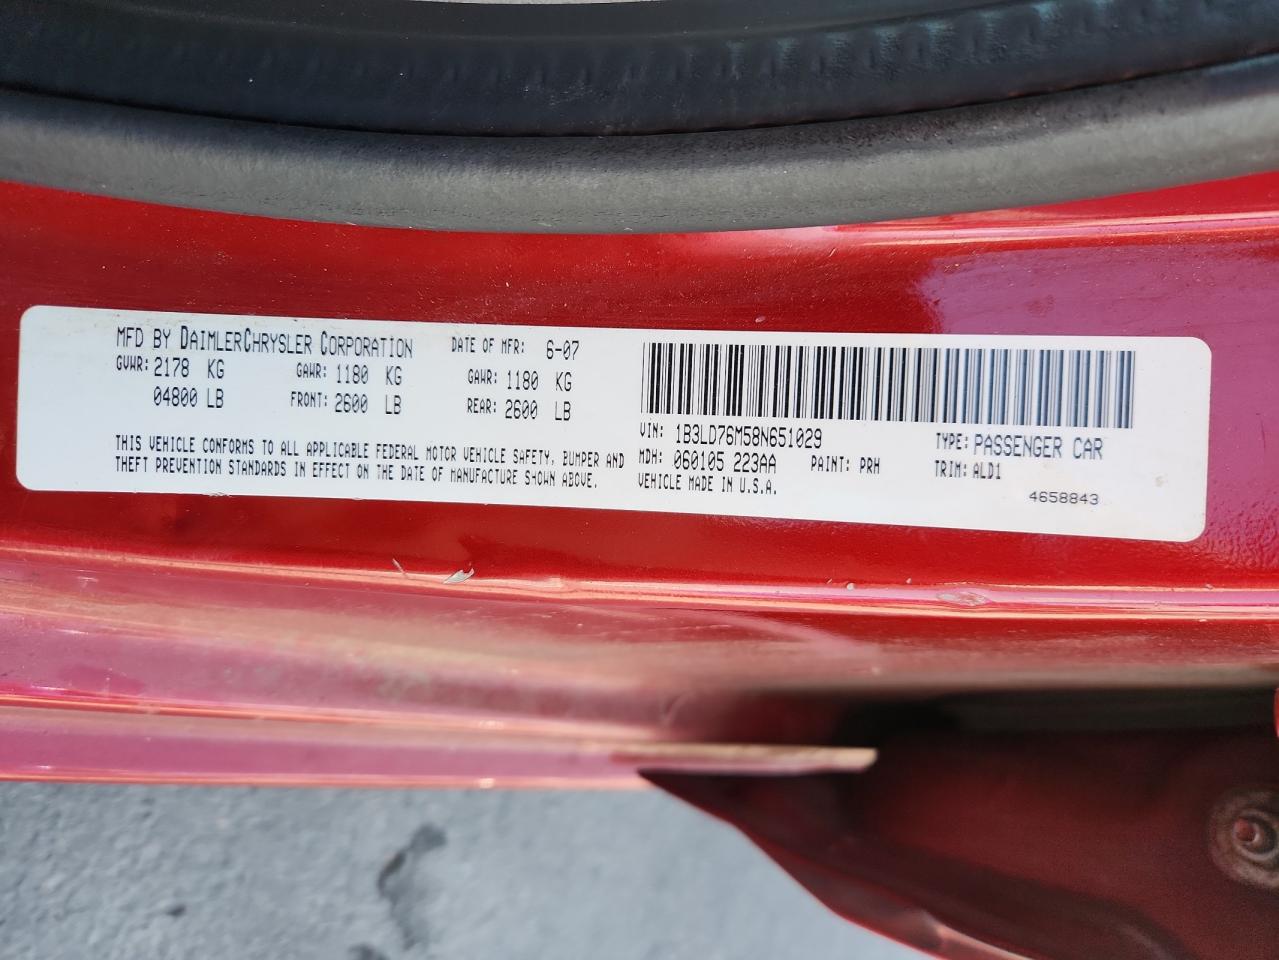 MFD BY DAIMLERCHRYSLER CORPORATION DATE OF MFR: 6-07
GVWR: 2178 KG GAWR: 1180 KG GAWR: 1180 KG
04800 LB FRONT: 2600 LB REAR: 2600 LB
THIS VEHICLE CONFORMS TO ALL APPLICABLE FEDERAL MOTOR VEHICLE SAFETY, BUMPER AND
THEFT PREVENTION STANDARDS IN EFFECT ON THE DATE OF MANUFACTURE SHOWN ABOVE.
VIN: 1B3LD76M58N651029 TYPE: PASSENGER CAR
MDH: 060105 223AA PAINT: PRH TRIM: ALD1
VEHICLE MADE IN U.S.A. 4658843